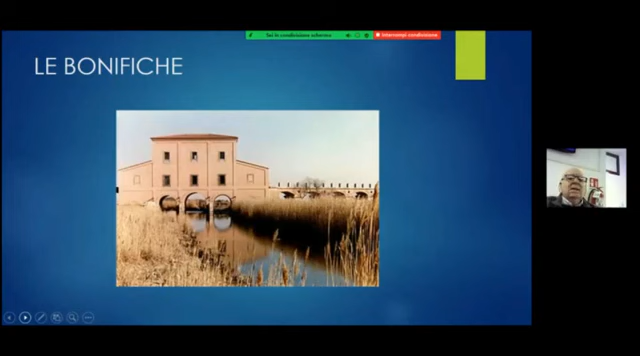 Sei in condivisione schermo
Interrompi condivisione
LE BONIFICHE